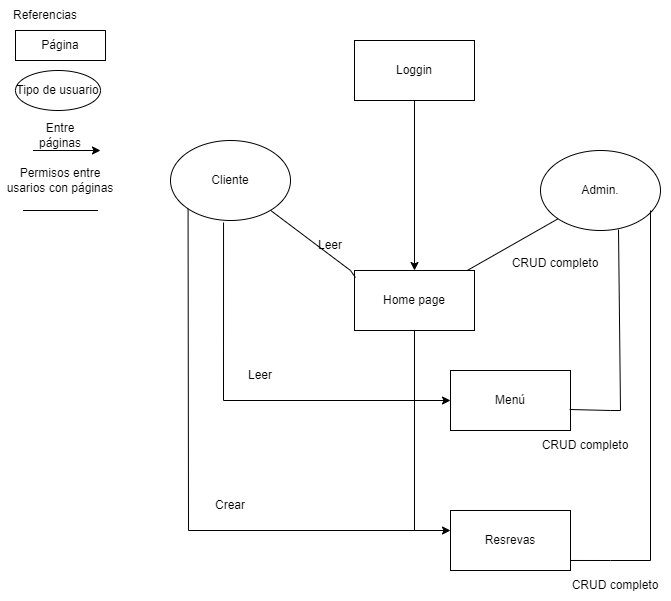 Referencias
Página
Tipo de usuario
Entre
páginas
Permisos entre
usarios con páginas
Loggin
Cliente
Admin.
Leer
CRUD completo
Home page
Leer
Menú
CRUD completo
Crear
Resrevas
CRUD completo